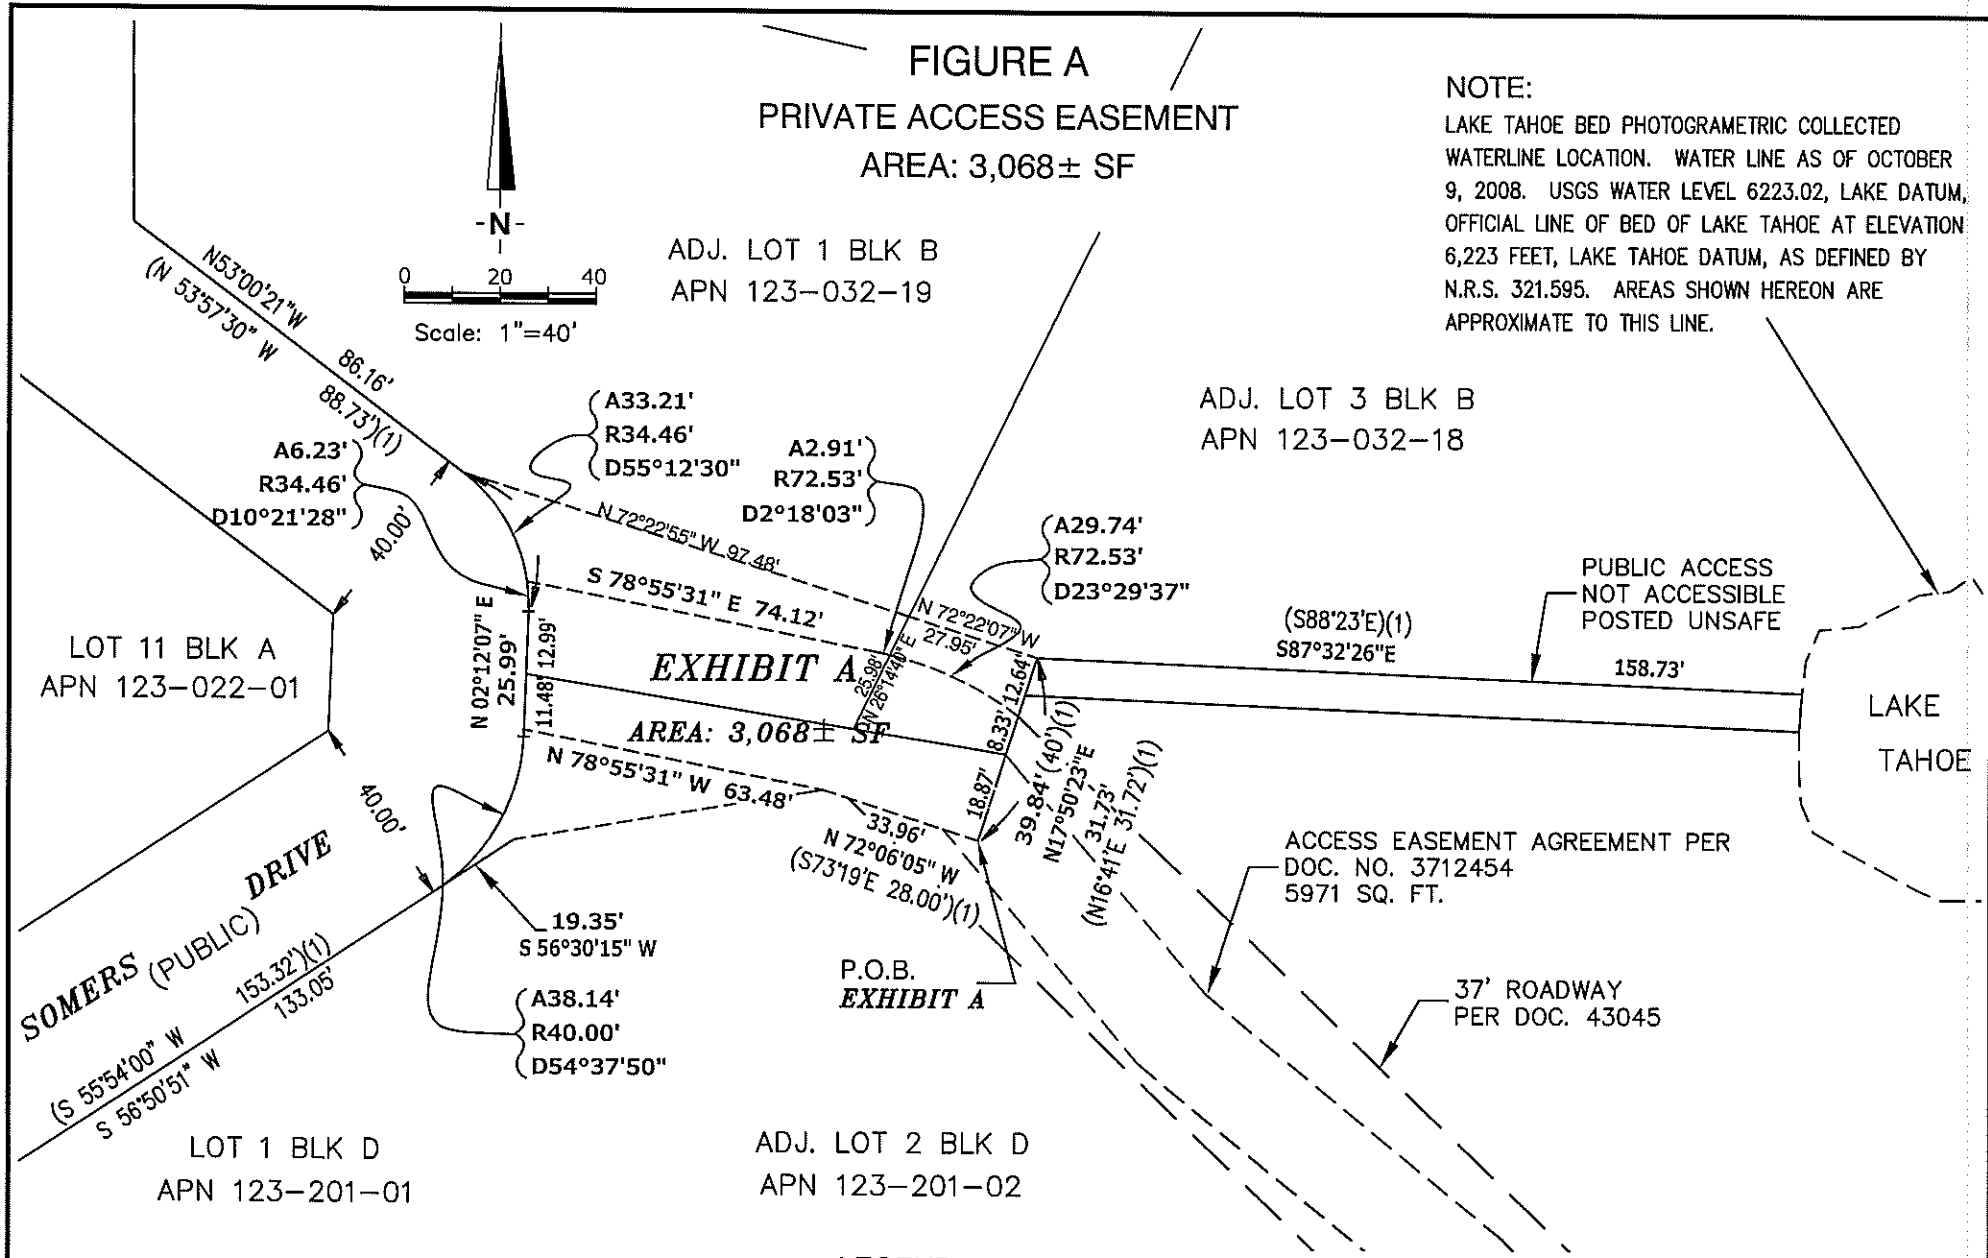 FIGURE A
PRIVATE ACCESS EASEMENT
AREA: 3,068± SF
NOTE:
LAKE TAHOE BED PHOTOGRAMETRIC COLLECTED
WATERLINE LOCATION. WATER LINE AS OF OCTOBER
9, 2008. USGS WATER LEVEL 6223.02, LAKE DATUM,
OFFICIAL LINE OF BED OF LAKE TAHOE AT ELEVATION
6,223 FEET, LAKE TAHOE DATUM, AS DEFINED BY
N.R.S. 321.595. AREAS SHOWN HEREON ARE
APPROXIMATE TO THIS LINE.
-N-
0 20 40
Scale: 1"=40'
ADJ. LOT 1 BLK B
APN 123-032-19
ADJ. LOT 3 BLK B
APN 123-032-18
N53°00'21"W
86.16'
(N 53°57'30" W
88.73')(1)
A33.21'
R34.46'
D55°12'30"
A6.23'
R34.46'
D10°21'28"
A2.91'
R72.53'
D2°18'03"
A29.74'
R72.53'
D23°29'37"
40.00'
N 72°22'55" W 97.48'
S 78°55'31" E 74.12'
N 72°22'07" W
27.95'
PUBLIC ACCESS
NOT ACCESSIBLE
POSTED UNSAFE
(S88°23'E)(1)
S87°32'26"E
158.73'
LOT 11 BLK A
APN 123-022-01
N 02°12'07" E
25.99'
11.48' 12.99'
EXHIBIT A
AREA: 3,068± SF
25.98'
N 26°14'40" E
12.64'
8.33'
18.87'
39.84' (40')(1)
N17°50'23"E
31.73'
(N16°41'E 31.72')(1)
LAKE
TAHOE
N 78°55'31" W 63.48'
33.96'
N 72°06'05" W
(S73°19'E 28.00')(1)
40.00'
SOMERS (PUBLIC) DRIVE
153.32')(1)
133.05'
(S 55°54'00" W
S 56°50'51" W
19.35'
S 56°30'15" W
A38.14'
R40.00'
D54°37'50"
P.O.B.
EXHIBIT A
ACCESS EASEMENT AGREEMENT PER
DOC. NO. 3712454
5971 SQ. FT.
37' ROADWAY
PER DOC. 43045
LOT 1 BLK D
APN 123-201-01
ADJ. LOT 2 BLK D
APN 123-201-02